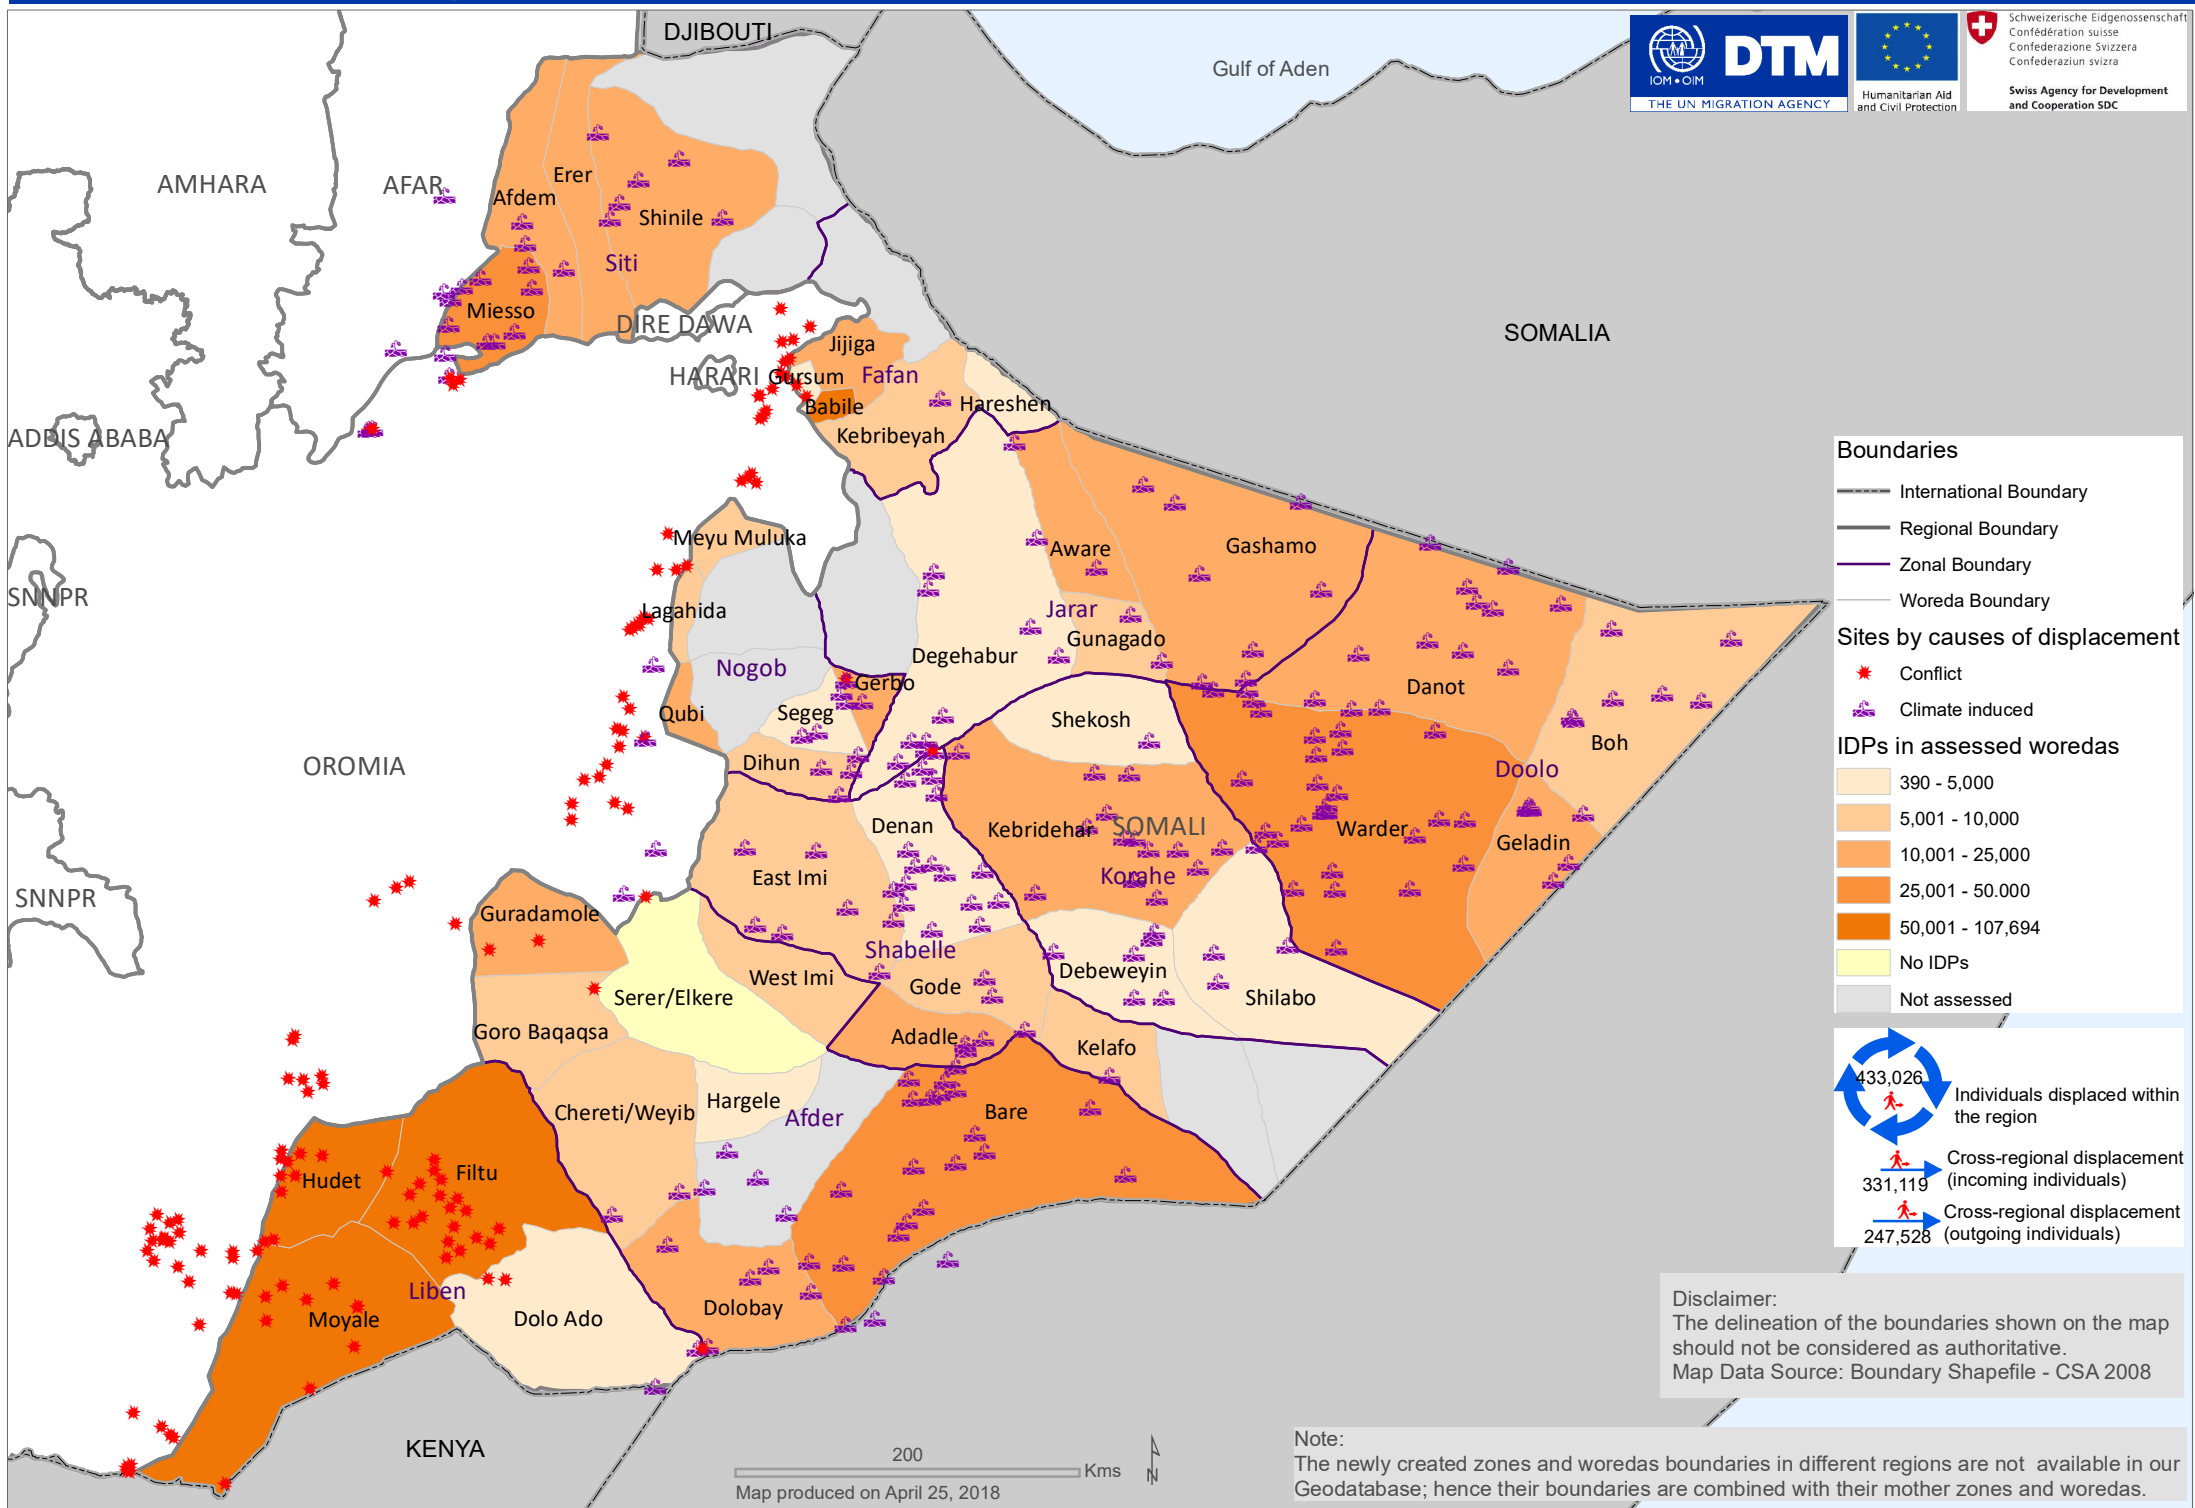 DJIBOUTI
Gulf of Aden
IOM • OIM
DTM
THE UN MIGRATION AGENCY
Humanitarian Aid
and Civil Protection
Schweizerische Eidgenossenschaft
Confédération suisse
Confederazione Svizzera
Confederaziun svizra
Swiss Agency for Development
and Cooperation SDC
AMHARA
AFAR
Erer
Afdem
Shinile
Siti
Miesso
DIRE DAWA
SOMALIA
Jijiga
HARARI
Gursum
Fafan
Babile
Hareshen
ADDIS ABABA
Kebribeyah
Meyu Muluka
Aware
Gashamo
SNNPR
Lagahida
Jarar
Gunagado
Degehabur
Nogob
Gerbo
Danot
Qubi
Segeg
Shekosh
Boh
OROMIA
Dihun
Doolo
Denan
Kebridehar
SOMALI
Warder
Geladin
East Imi
Korahe
SNNPR
Guradamole
Shabelle
West Imi
Debeweyin
Gode
Serer/Elkere
Shilabo
Goro Baqaqsa
Adadle
Kelafo
Hargele
Chereti/Weyib
Afder
Bare
Filtu
Hudet
Liben
Dolobay
Moyale
Dolo Ado
KENYA
Boundaries
International Boundary
Regional Boundary
Zonal Boundary
Woreda Boundary
Sites by causes of displacement
Conflict
Climate induced
IDPs in assessed woredas
390 - 5,000
5,001 - 10,000
10,001 - 25,000
25,001 - 50.000
50,001 - 107,694
No IDPs
Not assessed
433,026
Individuals displaced within
the region
Cross-regional displacement
331,119 (incoming individuals)
Cross-regional displacement
247,528 (outgoing individuals)
Disclaimer:
The delineation of the boundaries shown on the map
should not be considered as authoritative.
Map Data Source: Boundary Shapefile - CSA 2008
200
Kms
N
Map produced on April 25, 2018
Note:
The newly created zones and woredas boundaries in different regions are not available in our
Geodatabase; hence their boundaries are combined with their mother zones and woredas.